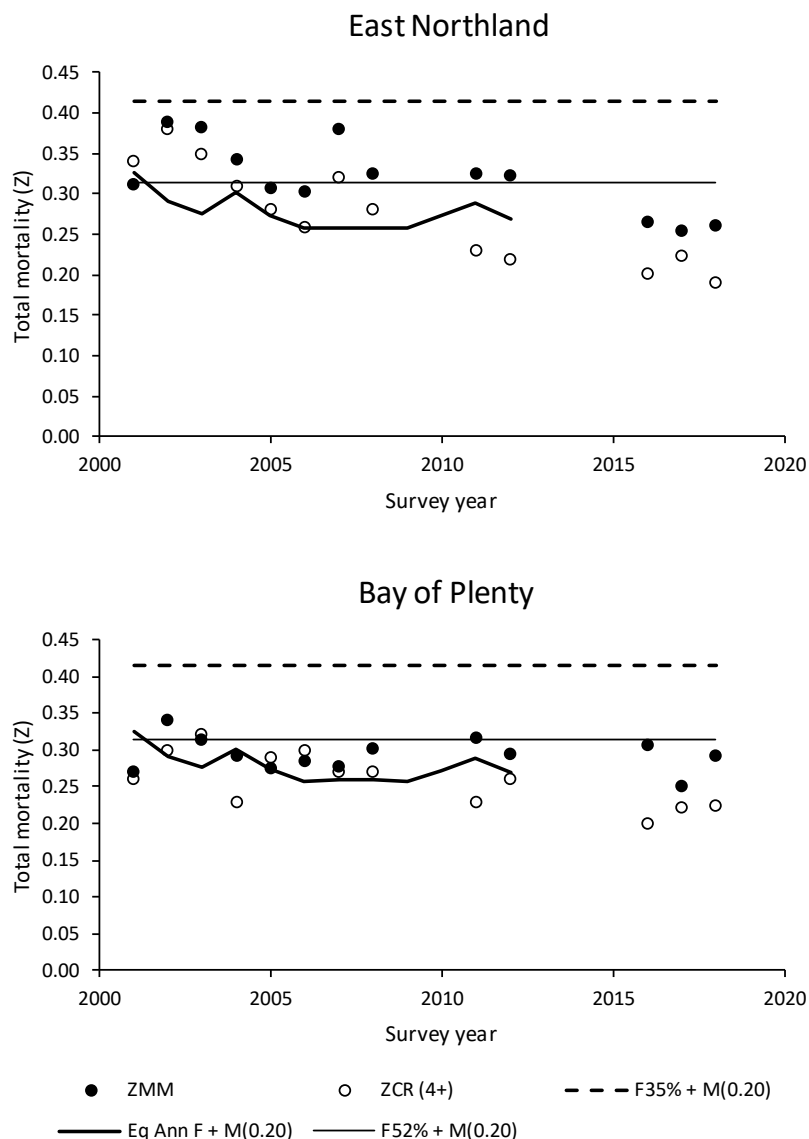 East Northland
0.45
0.40
0.35
0.30
0.25
0.20
0.15
0.10
0.05
0.00
Total mortality (Z)
2000 2005 2010 2015 2020
Survey year
Bay of Plenty
0.45
0.40
0.35
0.30
0.25
0.20
0.15
0.10
0.05
0.00
Total mortality (Z)
2000 2005 2010 2015 2020
Survey year
ZMM ZCR (4+) F35% + M(0.20)
Eq Ann F + M(0.20) F52% + M(0.20)